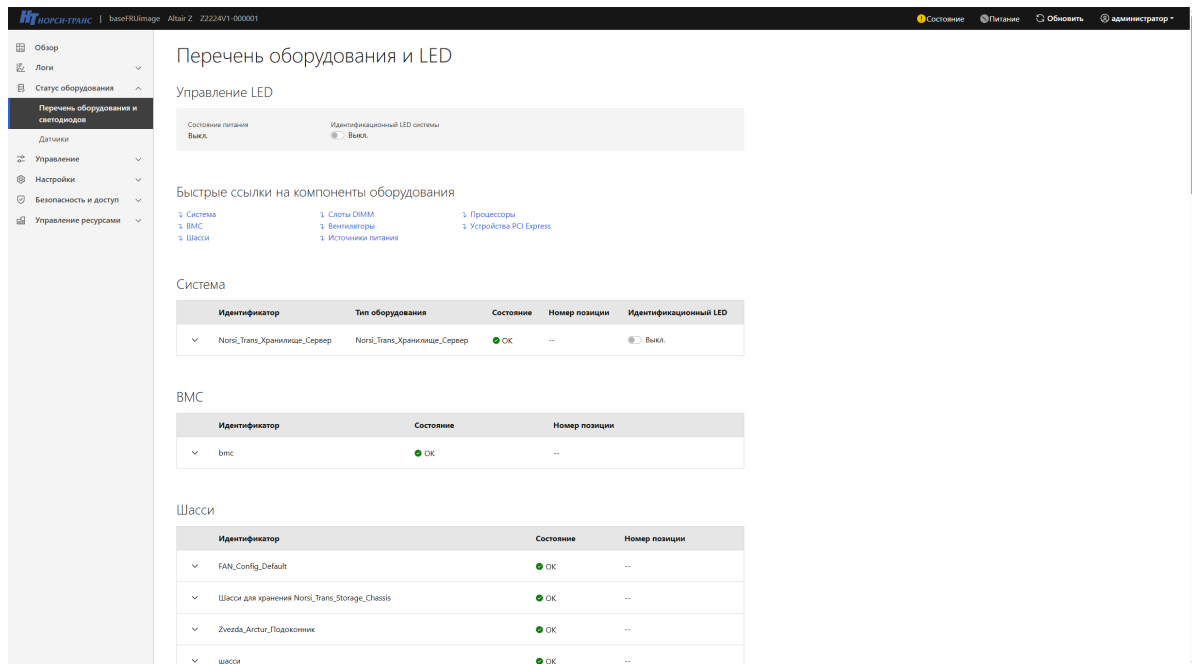 НТ НОРСИ-ТРАНС | baseFRUimage Altair Z Z2224V1-000001 Состояние Питание Обновить администратор
Обзор
Логи
Статус оборудования
Перечень оборудования и
светодиодов
Датчики
Управление
Настройки
Безопасность и доступ
Управление ресурсами
Перечень оборудования и LED
Управление LED
Состояние питания Идентификационный LED системы
Выкл. Выкл.
Быстрые ссылки на компоненты оборудования
Система Слоты DIMM Процессоры
BMC Вентиляторы Устройства PCI Express
Шасси Источники питания
Система
Идентификатор Тип оборудования Состояние Номер позиции Идентификационный LED
Norsi_Trans_Хранилище_Сервер Norsi_Trans_Хранилище_Сервер OK -- Выкл.
BMC
Идентификатор Состояние Номер позиции
bmc OK --
Шасси
Идентификатор Состояние Номер позиции
FAN_Config_Default OK --
Шасси для хранения Norsi_Trans_Storage_Chassis OK --
Zvezda_Arctur_Подоконник OK --
шасси OK --